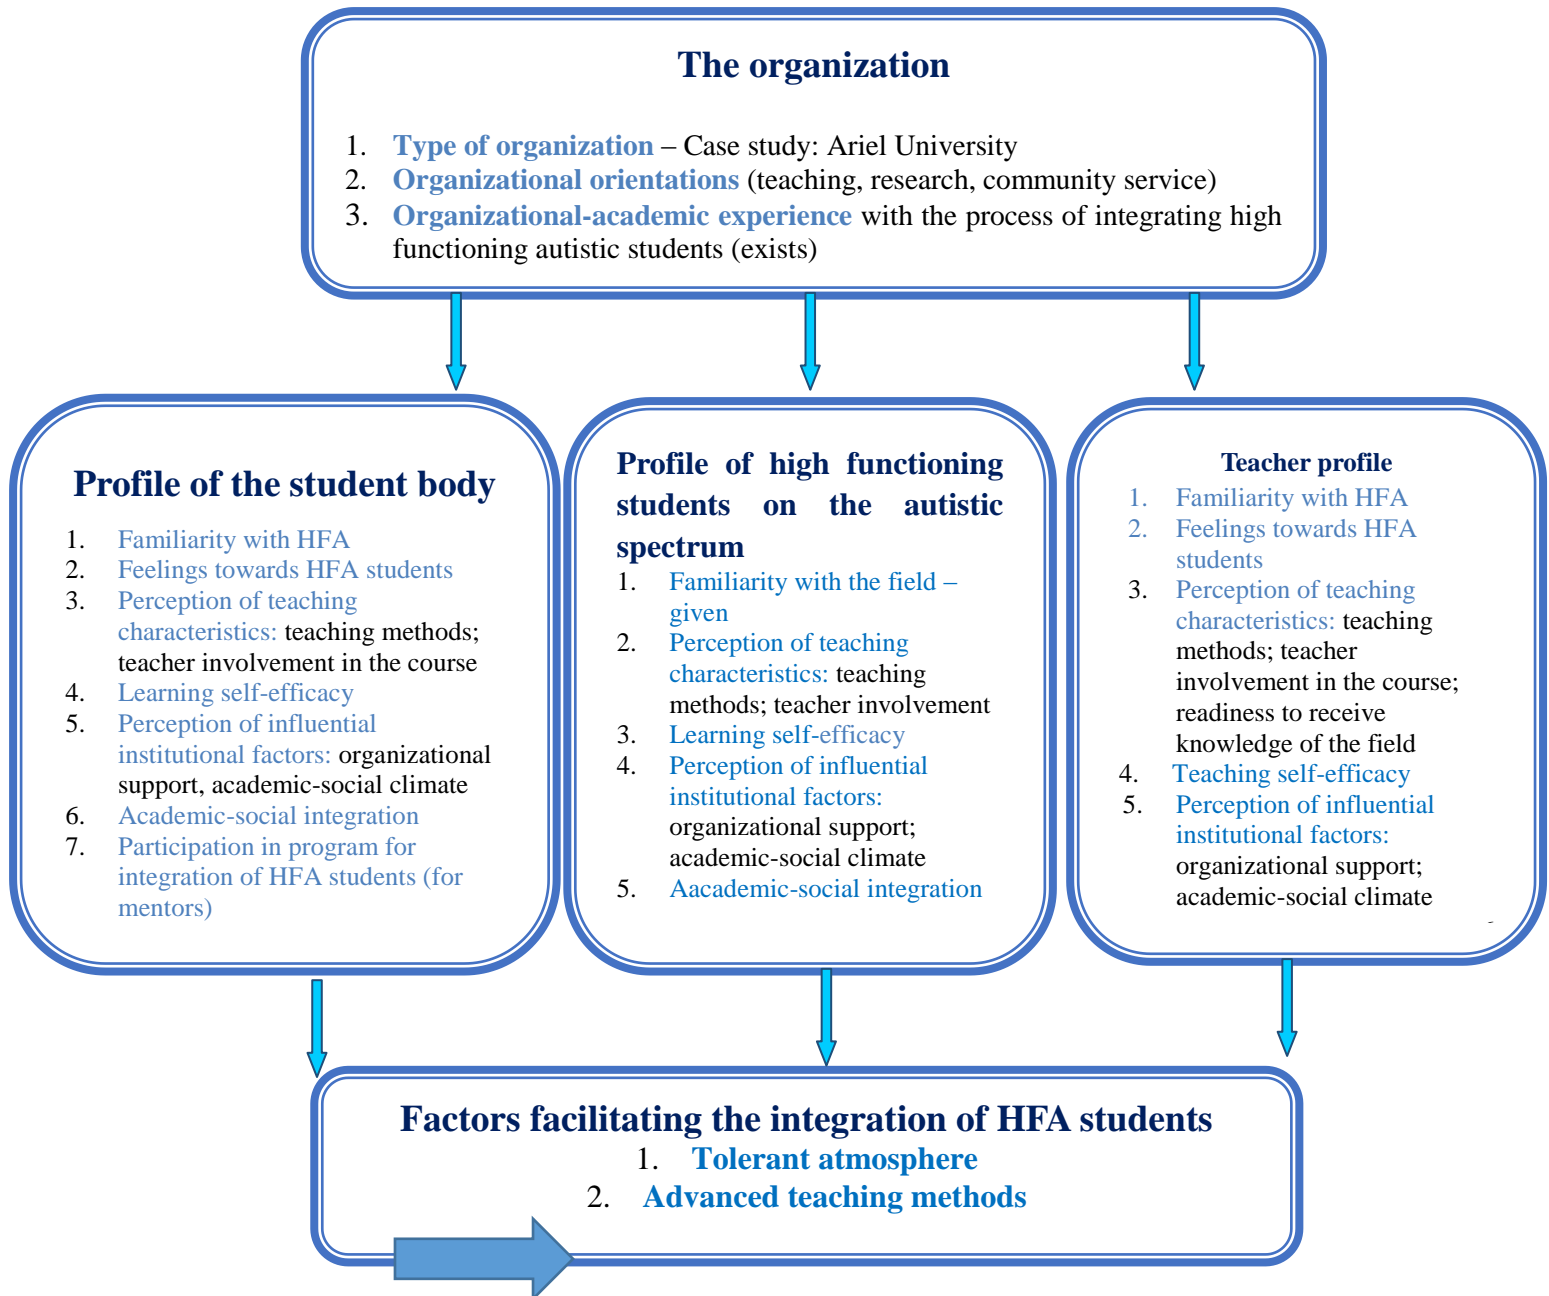 The organization
1. Type of organization – Case study: Ariel University
2. Organizational orientations (teaching, research, community service)
3. Organizational-academic experience with the process of integrating high
functioning autistic students (exists)
Profile of the student body
1. Familiarity with HFA
2. Feelings towards HFA students
3. Perception of teaching
characteristics: teaching methods;
teacher involvement in the course
4. Learning self-efficacy
5. Perception of influential
institutional factors: organizational
support, academic-social climate
6. Academic-social integration
7. Participation in program for
integration of HFA students (for
mentors)
Profile of high functioning
students on the autistic
spectrum
1. Familiarity with the field –
given
2. Perception of teaching
characteristics: teaching
methods; teacher involvement
3. Learning self-efficacy
4. Perception of influential
institutional factors:
organizational support;
academic-social climate
5. Aacademic-social integration
Teacher profile
1. Familiarity with HFA
2. Feelings towards HFA
students
3. Perception of teaching
characteristics: teaching
methods; teacher
involvement in the course;
readiness to receive
knowledge of the field
4. Teaching self-efficacy
5. Perception of influential
institutional factors:
organizational support;
academic-social climate
Factors facilitating the integration of HFA students
1. Tolerant atmosphere
2. Advanced teaching methods